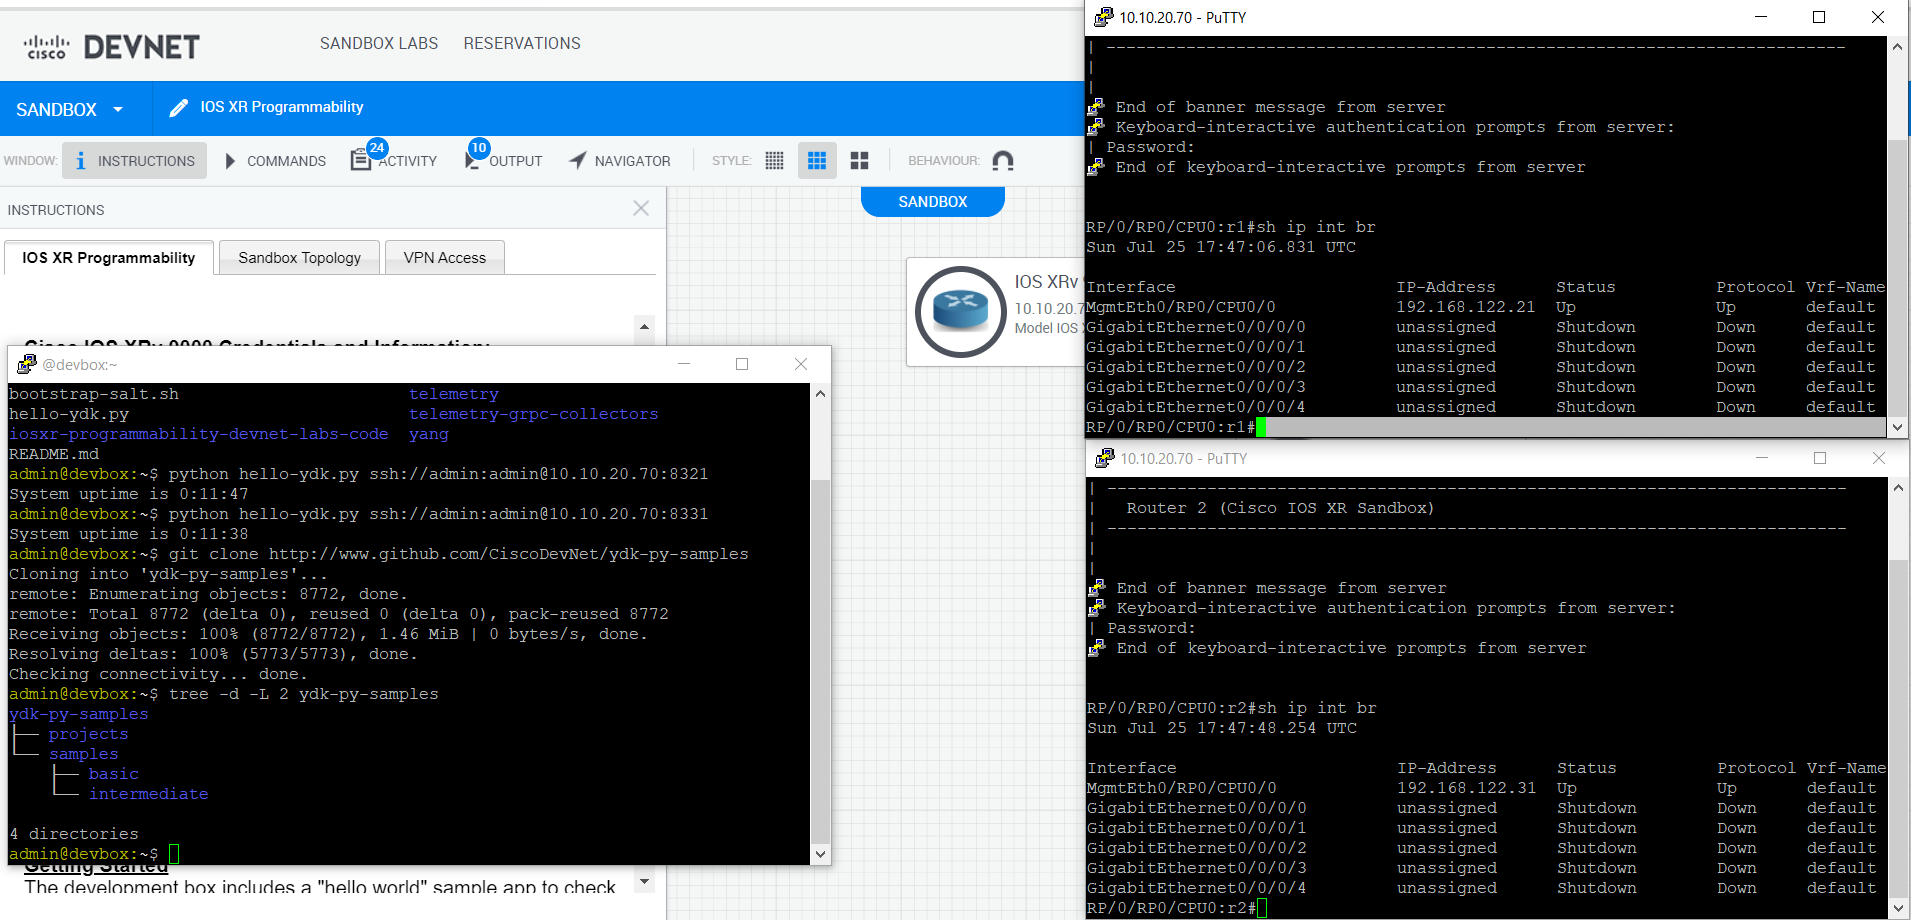 CISCO DEVNET
SANDBOX LABS RESERVATIONS
SANDBOX IOS XR Programmability
WINDOW: INSTRUCTIONS COMMANDS 24 ACTIVITY 10 OUTPUT NAVIGATOR STYLE: BEHAVIOUR:
INSTRUCTIONS
IOS XR Programmability Sandbox Topology VPN Access
Cisco IOS XRv 9000 Credentials and Information:
@devbox:~
bootstrap-salt.sh telemetry
hello-ydk.py telemetry-grpc-collectors
iosxr-programmability-devnet-labs-code yang
README.md
admin@devbox:~$ python hello-ydk.py ssh://admin:admin@10.10.20.70:8321
System uptime is 0:11:47
admin@devbox:~$ python hello-ydk.py ssh://admin:admin@10.10.20.70:8331
System uptime is 0:11:38
admin@devbox:~$ git clone http://www.github.com/CiscoDevNet/ydk-py-samples
Cloning into 'ydk-py-samples'...
remote: Enumerating objects: 8772, done.
remote: Total 8772 (delta 0), reused 0 (delta 0), pack-reused 8772
Receiving objects: 100% (8772/8772), 1.46 MiB | 0 bytes/s, done.
Resolving deltas: 100% (5773/5773), done.
Checking connectivity... done.
admin@devbox:~$ tree -d -L 2 ydk-py-samples
ydk-py-samples
├── projects
└── samples
    ├── basic
    └── intermediate
4 directories
admin@devbox:~$
Getting Started
The development box includes a "hello world" sample app to check
SANDBOX
IOS XRv
10.10.20.7
Model IOS
10.10.20.70 - PuTTY
| --------------------------------------------------------------------------
|
|
End of banner message from server
Keyboard-interactive authentication prompts from server:
| Password:
End of keyboard-interactive prompts from server
RP/0/RP0/CPU0:r1#sh ip int br
Sun Jul 25 17:47:06.831 UTC
Interface IP-Address Status Protocol Vrf-Name
MgmtEth0/RP0/CPU0/0 192.168.122.21 Up Up default
GigabitEthernet0/0/0/0 unassigned Shutdown Down default
GigabitEthernet0/0/0/1 unassigned Shutdown Down default
GigabitEthernet0/0/0/2 unassigned Shutdown Down default
GigabitEthernet0/0/0/3 unassigned Shutdown Down default
GigabitEthernet0/0/0/4 unassigned Shutdown Down default
RP/0/RP0/CPU0:r1#
10.10.20.70 - PuTTY
| --------------------------------------------------------------------------
| Router 2 (Cisco IOS XR Sandbox)
| --------------------------------------------------------------------------
|
|
End of banner message from server
Keyboard-interactive authentication prompts from server:
| Password:
End of keyboard-interactive prompts from server
RP/0/RP0/CPU0:r2#sh ip int br
Sun Jul 25 17:47:48.254 UTC
Interface IP-Address Status Protocol Vrf-Name
MgmtEth0/RP0/CPU0/0 192.168.122.31 Up Up default
GigabitEthernet0/0/0/0 unassigned Shutdown Down default
GigabitEthernet0/0/0/1 unassigned Shutdown Down default
GigabitEthernet0/0/0/2 unassigned Shutdown Down default
GigabitEthernet0/0/0/3 unassigned Shutdown Down default
GigabitEthernet0/0/0/4 unassigned Shutdown Down default
RP/0/RP0/CPU0:r2#